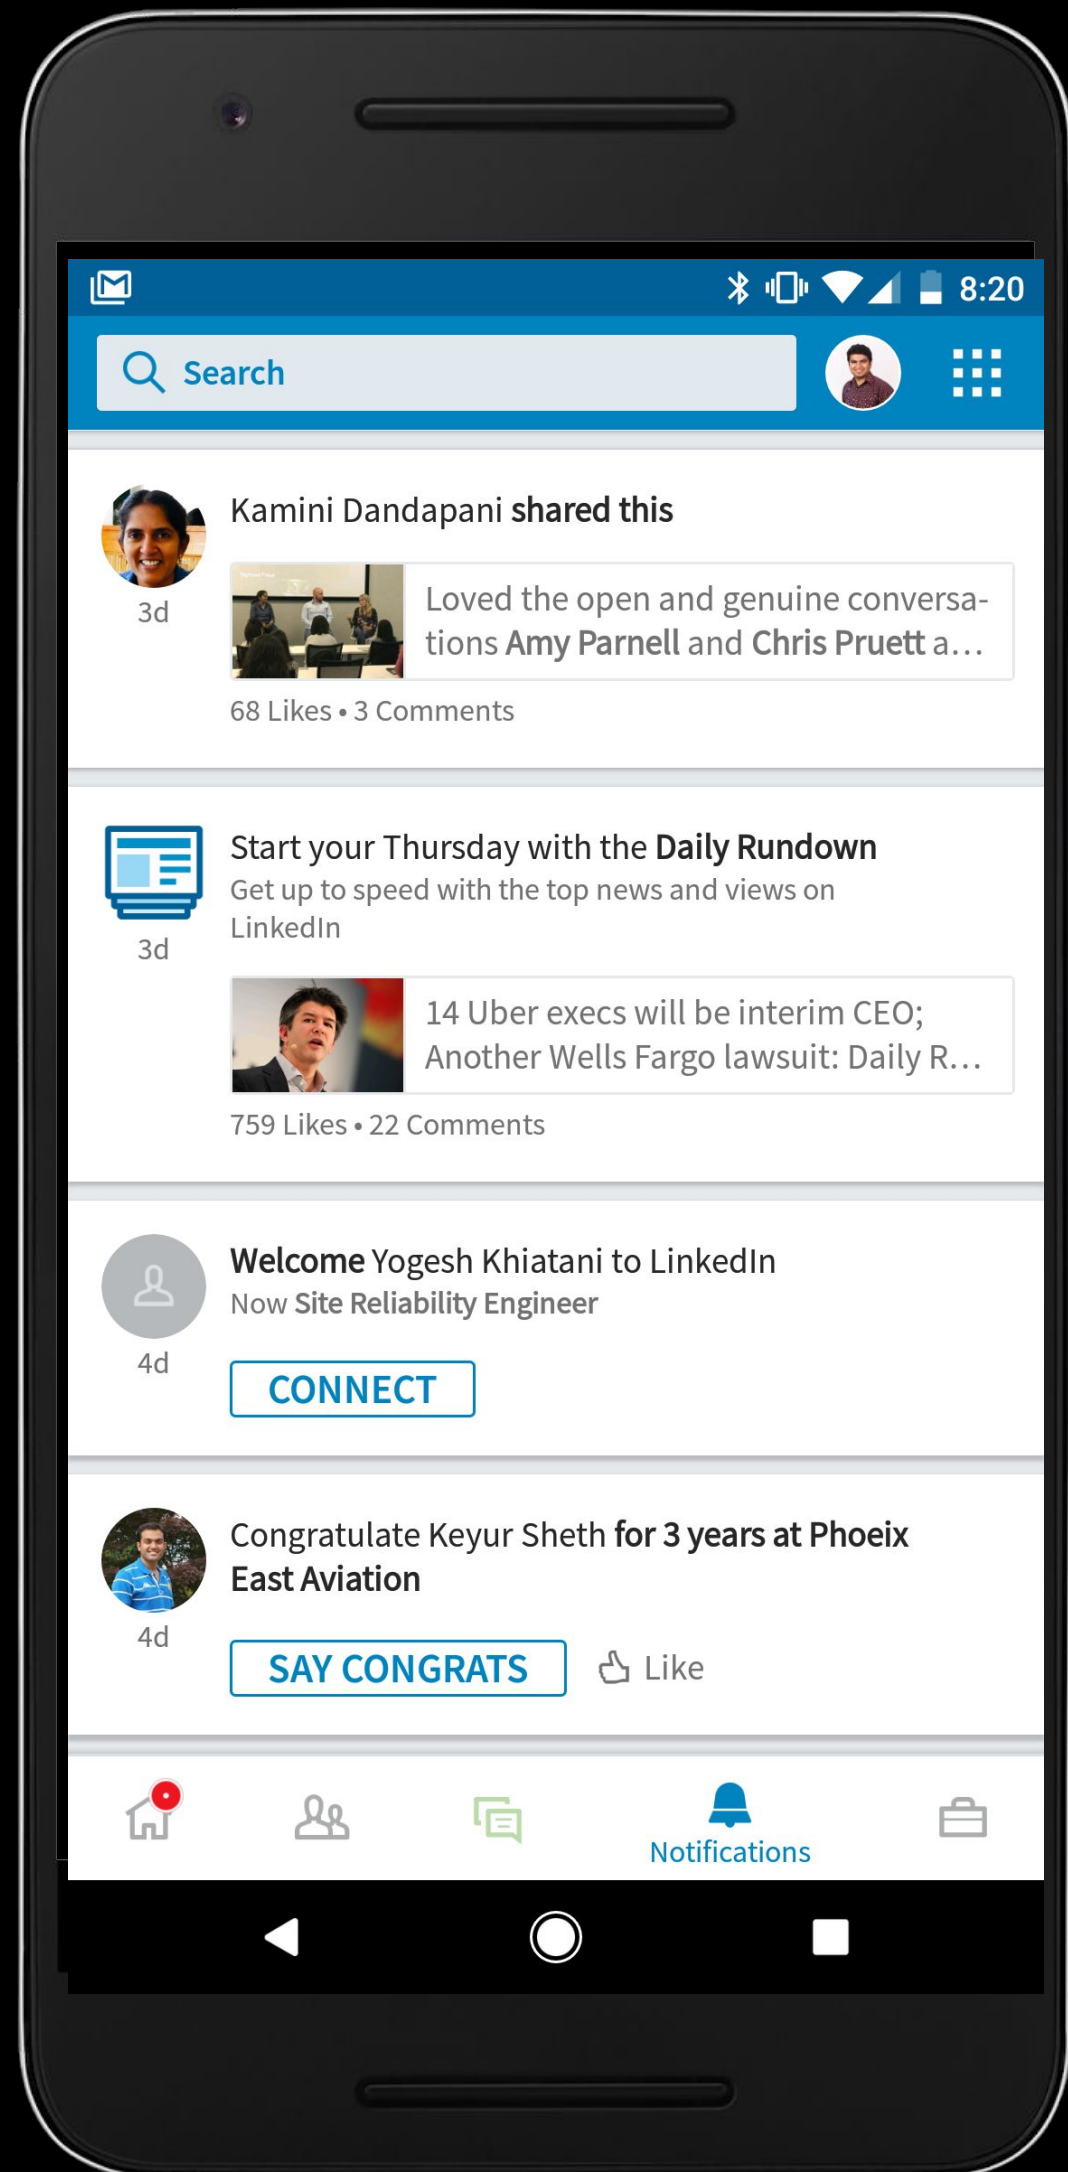 8:20
Search
Kamini Dandapani shared this
3d
Loved the open and genuine conversa-
tions Amy Parnell and Chris Pruett a...
68 Likes • 3 Comments
Start your Thursday with the Daily Rundown
Get up to speed with the top news and views on
LinkedIn
3d
14 Uber execs will be interim CEO;
Another Wells Fargo lawsuit: Daily R...
759 Likes • 22 Comments
Welcome Yogesh Khiatani to LinkedIn
Now Site Reliability Engineer
4d
CONNECT
Congratulate Keyur Sheth for 3 years at Phoeix
East Aviation
4d
SAY CONGRATS
Like
Notifications